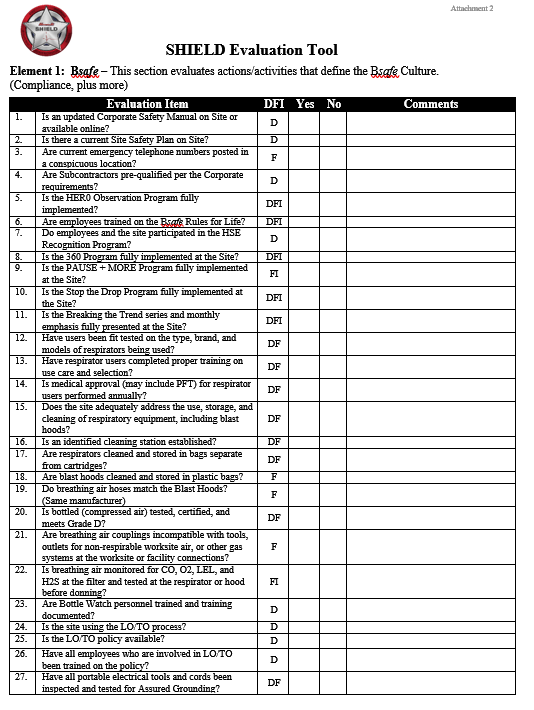 Attachment 2
SHIELD
SHIELD Evaluation Tool
Element 1: Bsafe – This section evaluates actions/activities that define the Bsafe Culture.
(Compliance, plus more)
Evaluation Item DFI Yes No Comments
1. Is an updated Corporate Safety Manual on Site or
available online? D
2. Is there a current Site Safety Plan on Site? D
3. Are current emergency telephone numbers posted in
a conspicuous location? F
4. Are Subcontractors pre-qualified per the Corporate
requirements? D
5. Is the HER0 Observation Program fully
implemented? DFI
6. Are employees trained on the Bsafe Rules for Life? DFI
7. Do employees and the site participated in the HSE
Recognition Program? D
8. Is the 360 Program fully implemented at the Site? DFI
9. Is the PAUSE + MORE Program fully implemented
at the Site? FI
10. Is the Stop the Drop Program fully implemented at
the Site? DFI
11. Is the Breaking the Trend series and monthly
emphasis fully presented at the Site? DFI
12. Have users been fit tested on the type, brand, and
models of respirators being used? DF
13. Have respirator users completed proper training on
use care and selection? DF
14. Is medical approval (may include PFT) for respirator
users performed annually? DF
15. Does the site adequately address the use, storage, and
cleaning of respiratory equipment, including blast
hoods? DF
16. Is an identified cleaning station established? DF
17. Are respirators cleaned and stored in bags separate
from cartridges? DF
18. Are blast hoods cleaned and stored in plastic bags? F
19. Do breathing air hoses match the Blast Hoods?
(Same manufacturer) F
20. Is bottled (compressed air) tested, certified, and
meets Grade D? DF
21. Are breathing air couplings incompatible with tools,
outlets for non-respirable worksite air, or other gas
systems at the worksite or facility connections? F
22. Is breathing air monitored for CO, O2, LEL, and
H2S at the filter and tested at the respirator or hood
before donning? FI
23. Are Bottle Watch personnel trained and training
documented? D
24. Is the site using the LO/TO process? D
25. Is the LO/TO policy available? D
26. Have all employees who are involved in LO/TO
been trained on the policy? D
27. Have all portable electrical tools and cords been
inspected and tested for Assured Grounding? DF